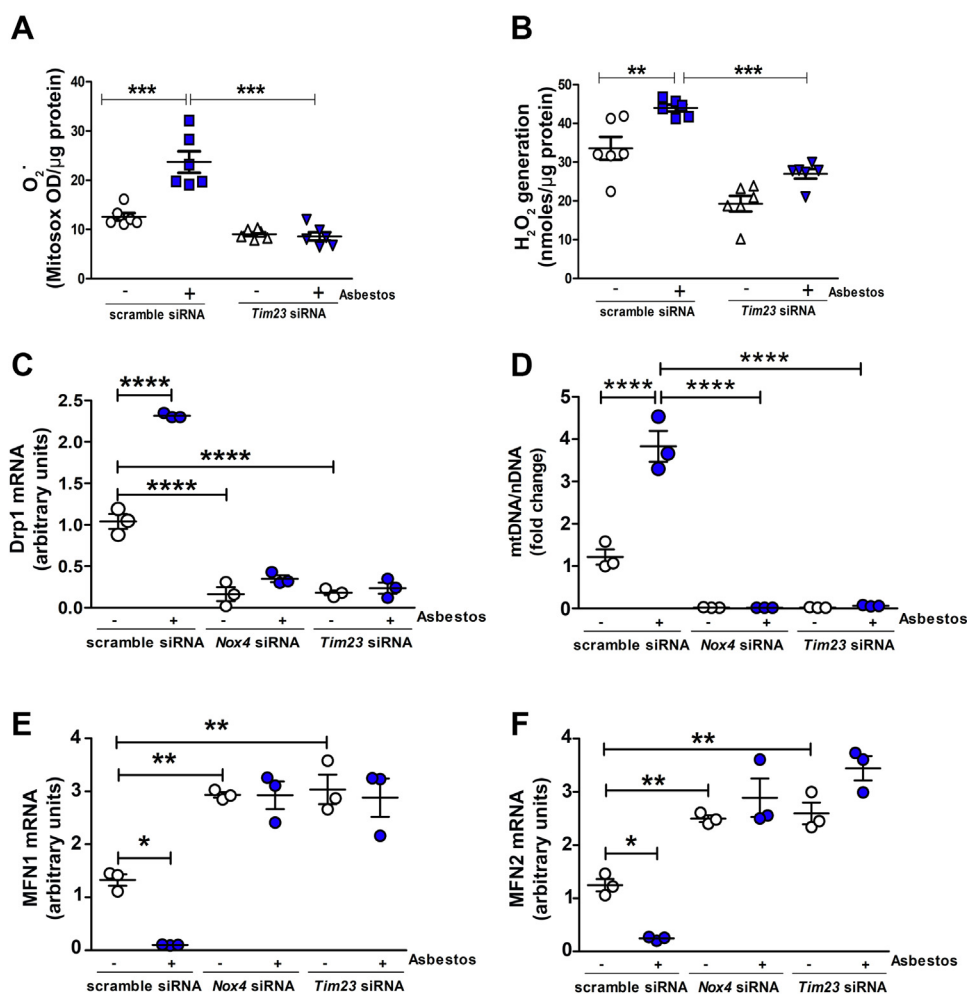 A
O2·
(Mitosox OD/µg protein)
40
30
20
10
0
***
***
-
+
-
+
Asbestos
scramble siRNA
Tim23 siRNA
B
H2O2 generation
(nmoles/µg protein)
50
40
30
20
10
0
**
***
-
+
-
+
Asbestos
scramble siRNA
Tim23 siRNA
C
Drp1 mRNA
(arbitrary units)
2.5
2.0
1.5
1.0
0.5
0.0
****
****
****
-
+
-
+
-
+
Asbestos
scramble siRNA
Nox4 siRNA
Tim23 siRNA
D
mtDNA/nDNA
(fold change)
5
4
3
2
1
0
****
****
****
-
+
-
+
-
+
Asbestos
scramble siRNA
Nox4 siRNA
Tim23 siRNA
E
MFN1 mRNA
(arbitrary units)
4
3
2
1
0
**
**
*
-
+
-
+
-
+
Asbestos
scramble siRNA
Nox4 siRNA
Tim23 siRNA
F
MFN2 mRNA
(arbitrary units)
4
3
2
1
0
**
**
*
-
+
-
+
-
+
Asbestos
scramble siRNA
Nox4 siRNA
Tim23 siRNA